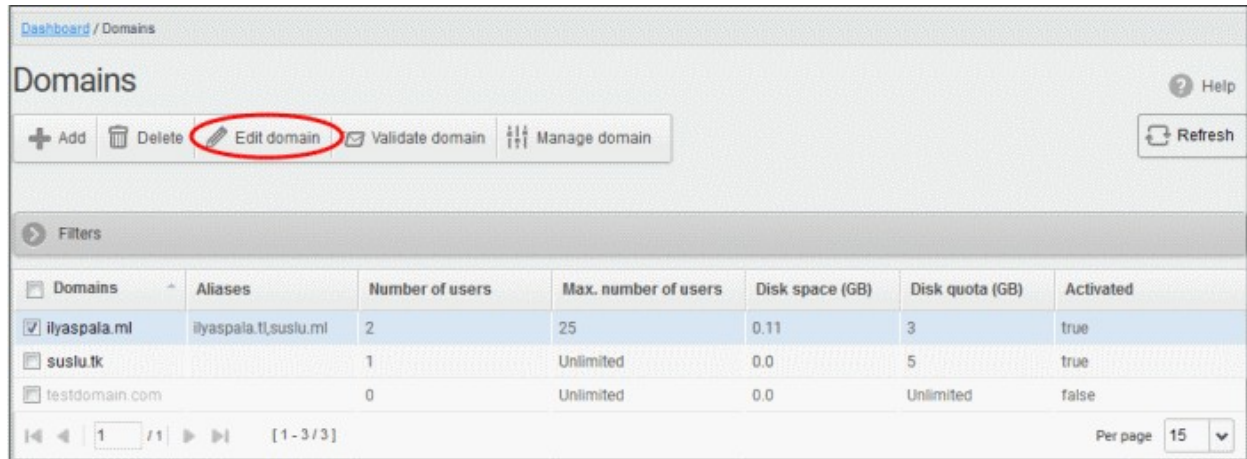 Dashboard / Domains
Domains
Help
Add Delete Edit domain Validate domain Manage domain Refresh
Filters
Domains Aliases Number of users Max. number of users Disk space (GB) Disk quota (GB) Activated
ilyaspala.ml ilyaspala.tl,suslu.ml 2 25 0.11 3 true
suslu.tk 1 Unlimited 0.0 5 true
testdomain.com 0 Unlimited 0.0 Unlimited false
1 / 1 [ 1 - 3 / 3 ] Per page 15